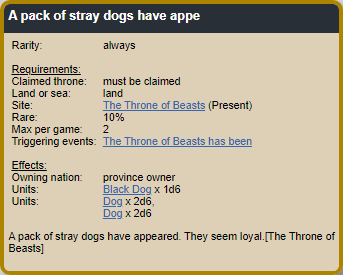 A pack of stray dogs have appe
Rarity: always
Requirements:
Claimed throne: must be claimed
Land or sea: land
Site: The Throne of Beasts (Present)
Rare: 10%
Max per game: 2
Triggering events: The Throne of Beasts has been
Effects:
Owning nation: province owner
Units: Black Dog x 1d6
Units: Dog x 2d6,
Dog x 2d6
A pack of stray dogs have appeared. They seem loyal.[The Throne of
Beasts]